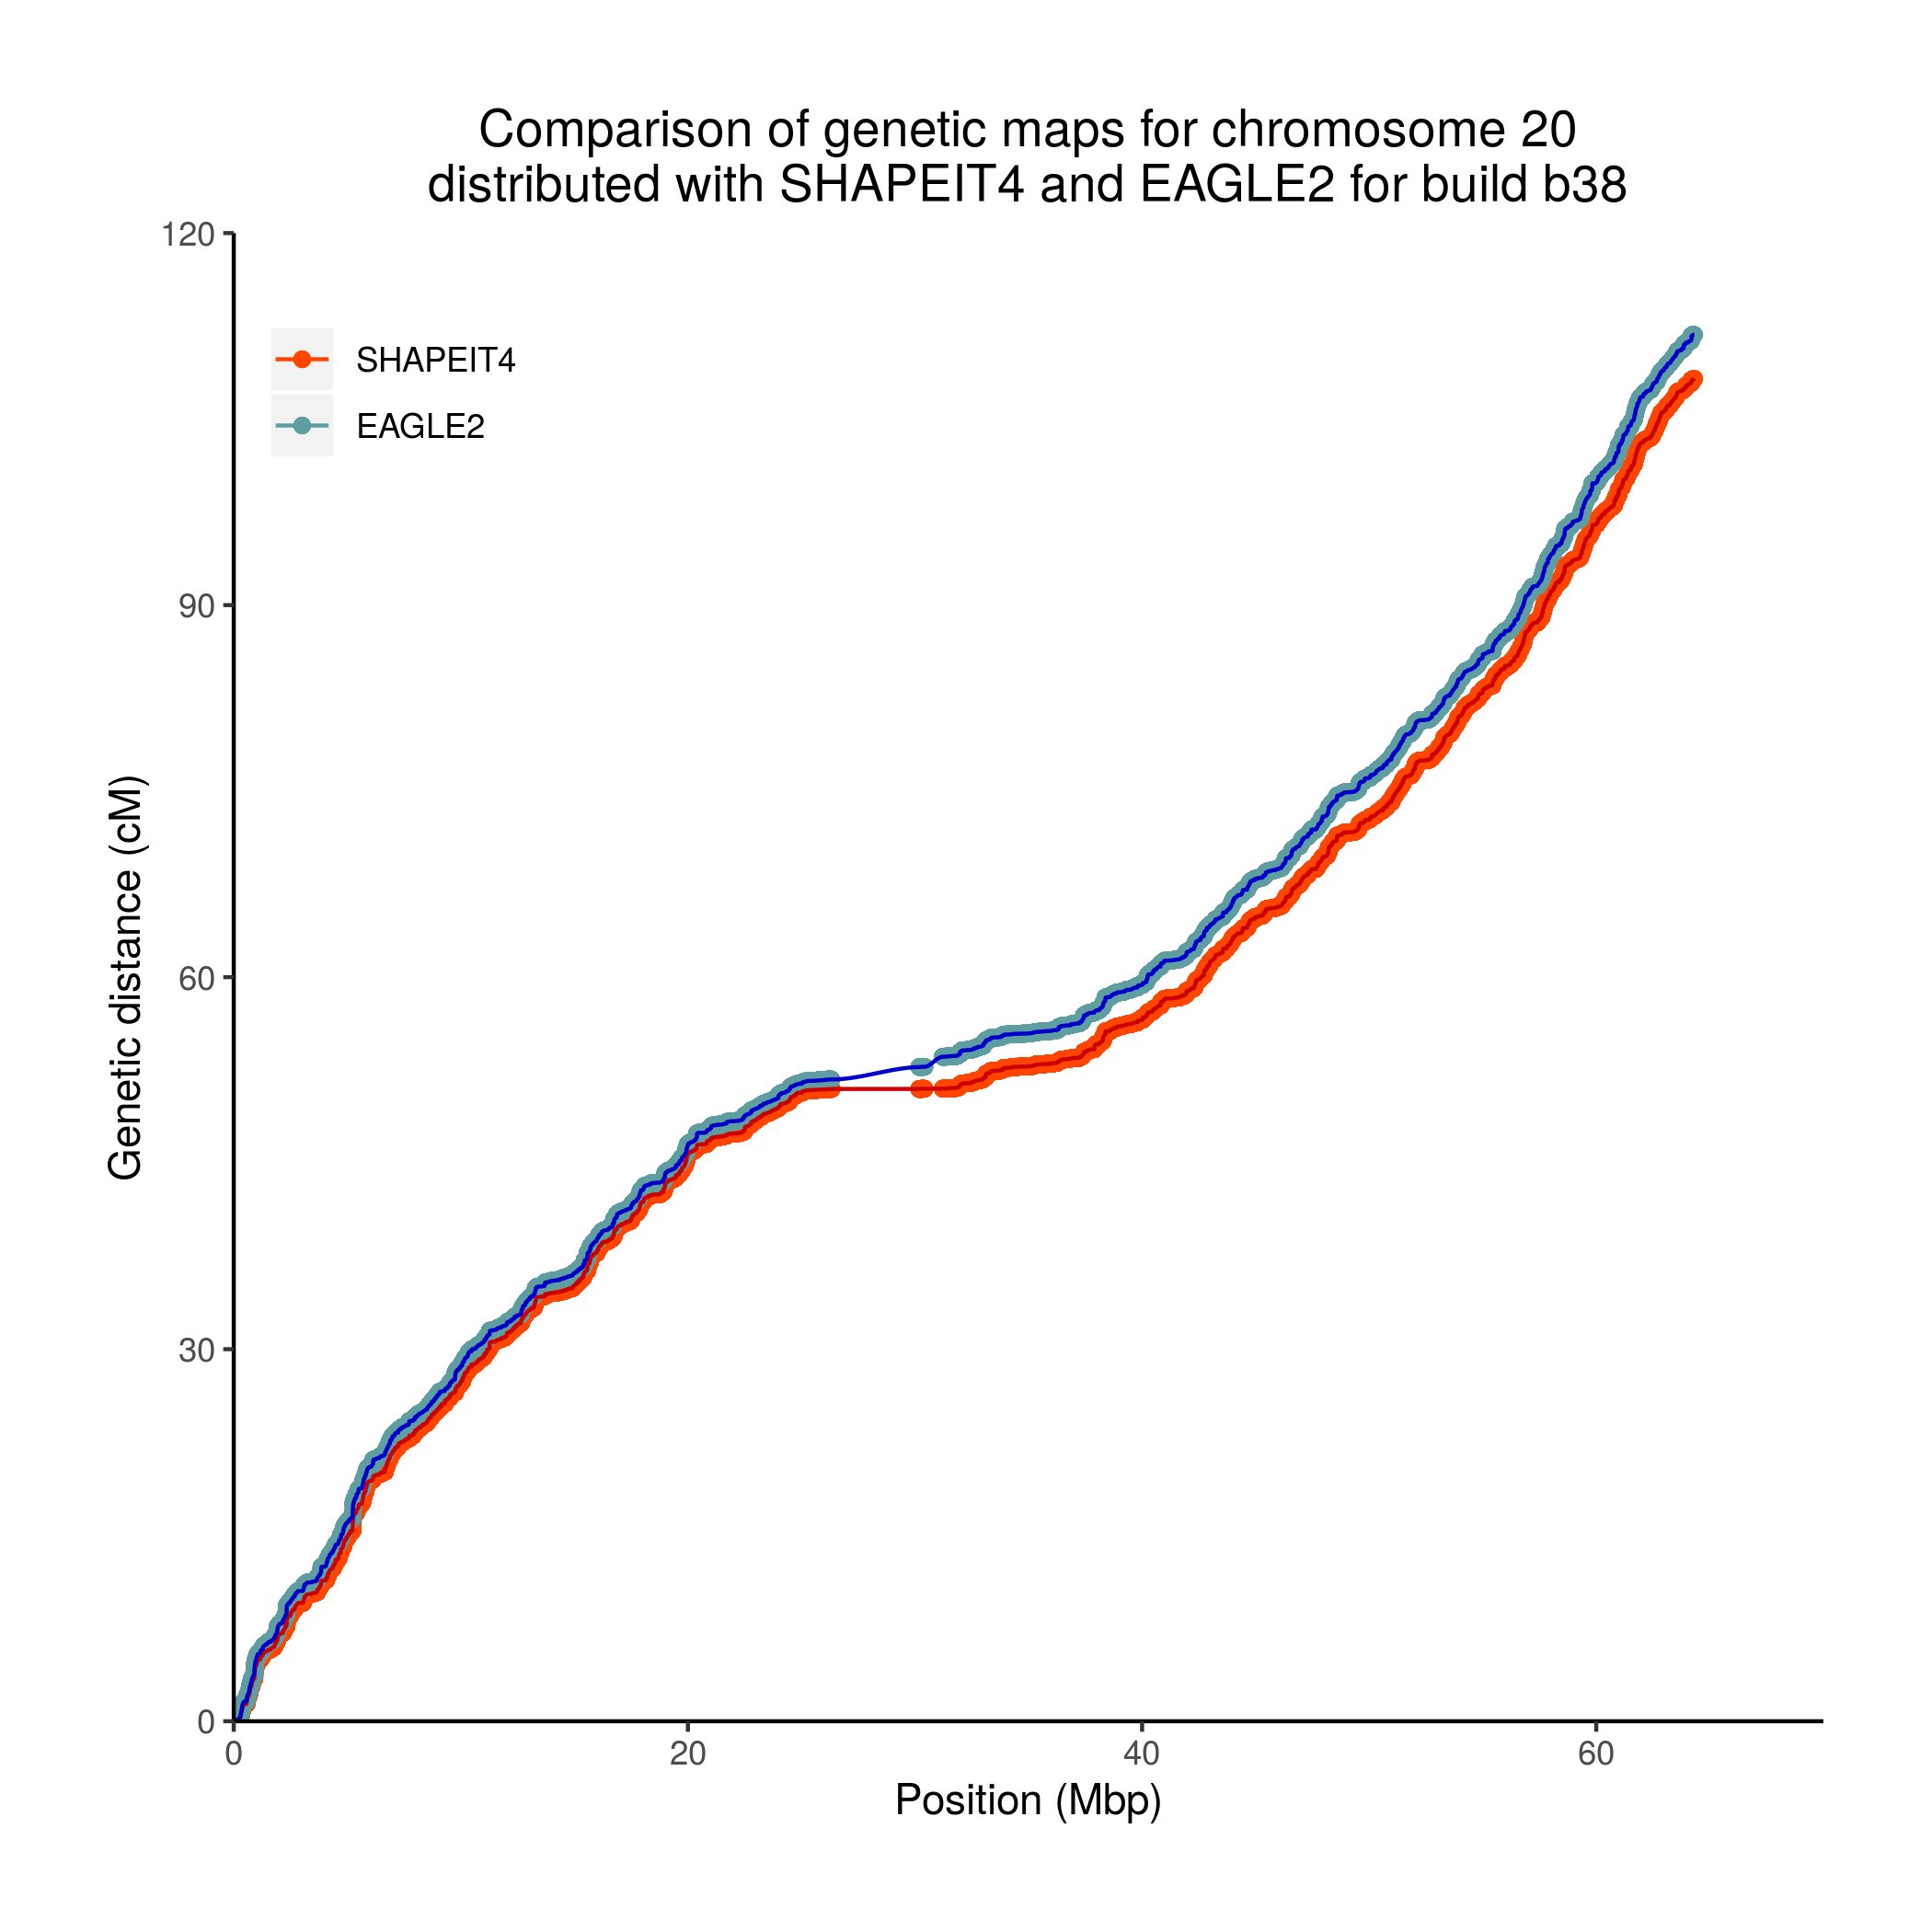 Comparison of genetic maps for chromosome 20
distributed with SHAPEIT4 and EAGLE2 for build b38
120
90
60
30
0
SHAPEIT4
EAGLE2
Genetic distance (cM)
0
20
40
60
Position (Mbp)